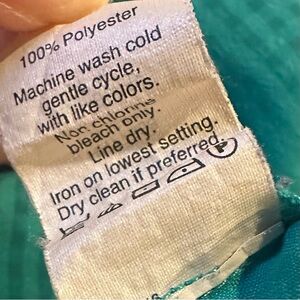 100% Polyester
Machine wash cold
gentle cycle,
with like colors.
Non chlorine
bleach only.
Line dry.
Iron on lowest setting.
Dry clean if preferred.
P